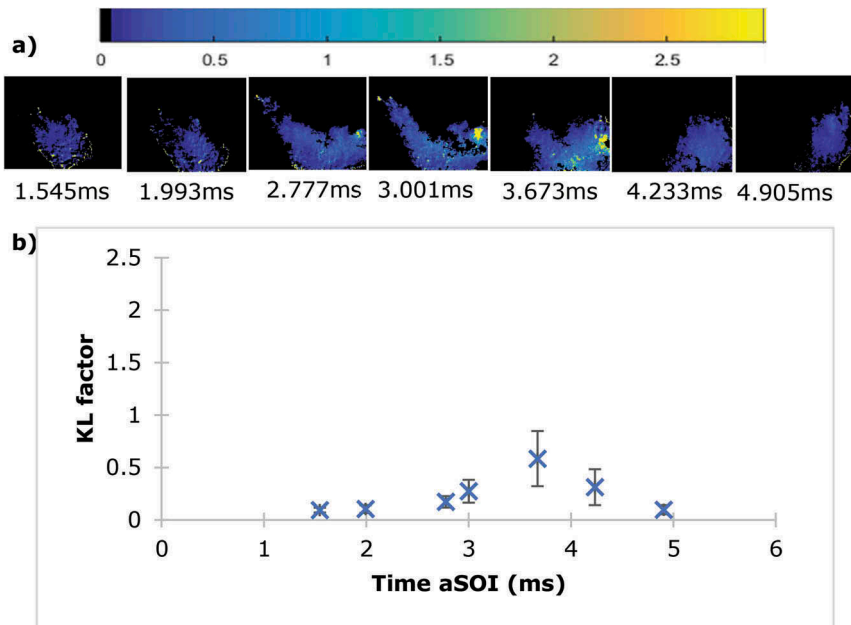 a)
0 0.5 1 1.5 2 2.5
1.545ms 1.993ms 2.777ms 3.001ms 3.673ms 4.233ms 4.905ms
b)
2.5
2
1.5
1
0.5
0
KL factor
0 1 2 3 4 5 6
Time aSOI (ms)